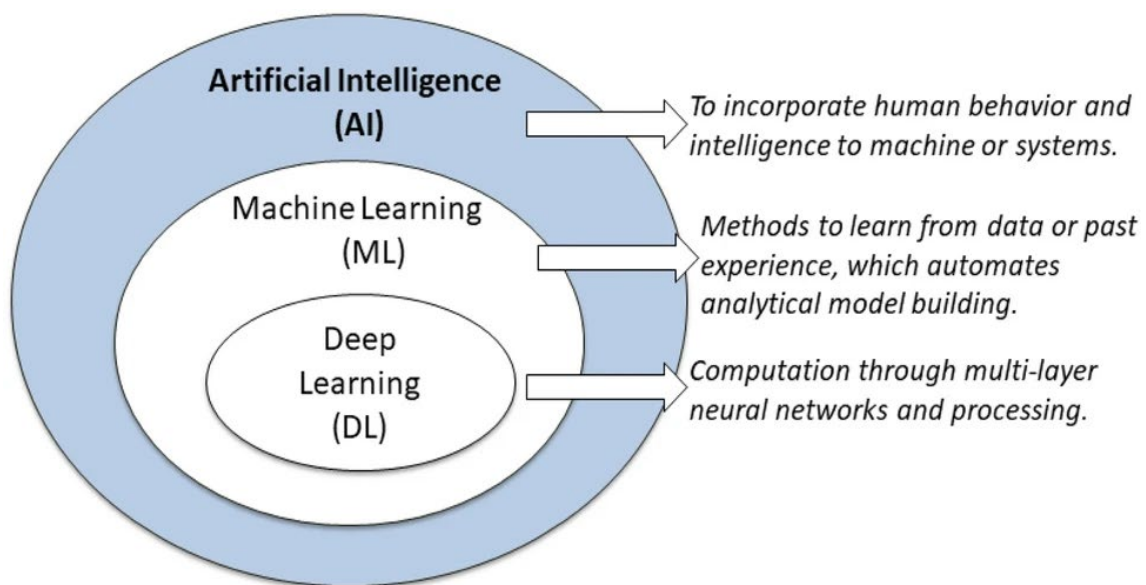 Artificial Intelligence
(AI)
To incorporate human behavior and
intelligence to machine or systems.
Machine Learning
(ML)
Methods to learn from data or past
experience, which automates
analytical model building.
Deep
Learning
(DL)
Computation through multi-layer
neural networks and processing.